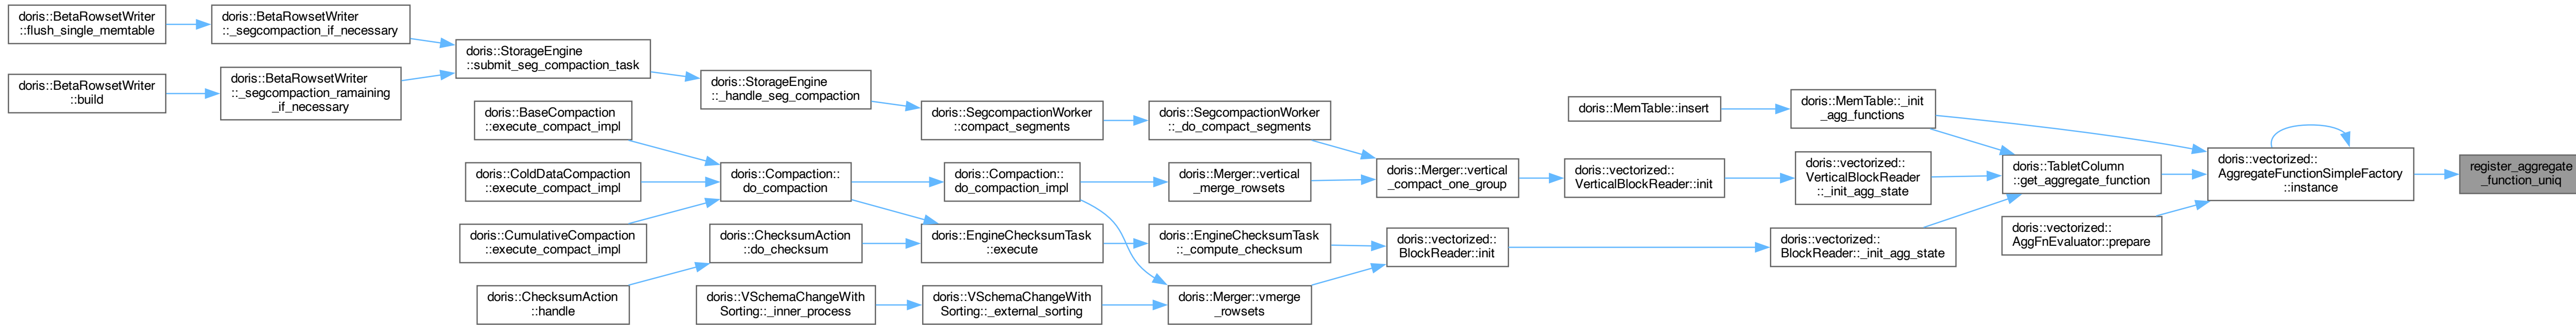 doris::BetaRowsetWriter
::flush_single_memtable
doris::BetaRowsetWriter
::_segcompaction_if_necessary
doris::BetaRowsetWriter
::build
doris::BetaRowsetWriter
::_segcompaction_ramaining
_if_necessary
doris::StorageEngine
::submit_seg_compaction_task
doris::StorageEngine
::_handle_seg_compaction
doris::BaseCompaction
::execute_compact_impl
doris::ColdDataCompaction
::execute_compact_impl
doris::CumulativeCompaction
::execute_compact_impl
doris::ChecksumAction
::handle
doris::Compaction::
do_compaction
doris::ChecksumAction
::do_checksum
doris::VSchemaChangeWith
Sorting::_inner_process
doris::SegcompactionWorker
::compact_segments
doris::Compaction::
do_compaction_impl
doris::EngineChecksumTask
::execute
doris::VSchemaChangeWith
Sorting::_external_sorting
doris::SegcompactionWorker
::_do_compact_segments
doris::Merger::vertical
_merge_rowsets
doris::EngineChecksumTask
::_compute_checksum
doris::Merger::vmerge
_rowsets
doris::Merger::vertical
_compact_one_group
doris::vectorized::
BlockReader::init
doris::MemTable::insert
doris::vectorized::
VerticalBlockReader::init
doris::MemTable::_init
_agg_functions
doris::vectorized::
VerticalBlockReader
::_init_agg_state
doris::vectorized::
BlockReader::_init_agg_state
doris::TabletColumn
::get_aggregate_function
doris::vectorized::
AggFnEvaluator::prepare
doris::vectorized::
AggregateFunctionSimpleFactory
::instance
register_aggregate
_function_uniq